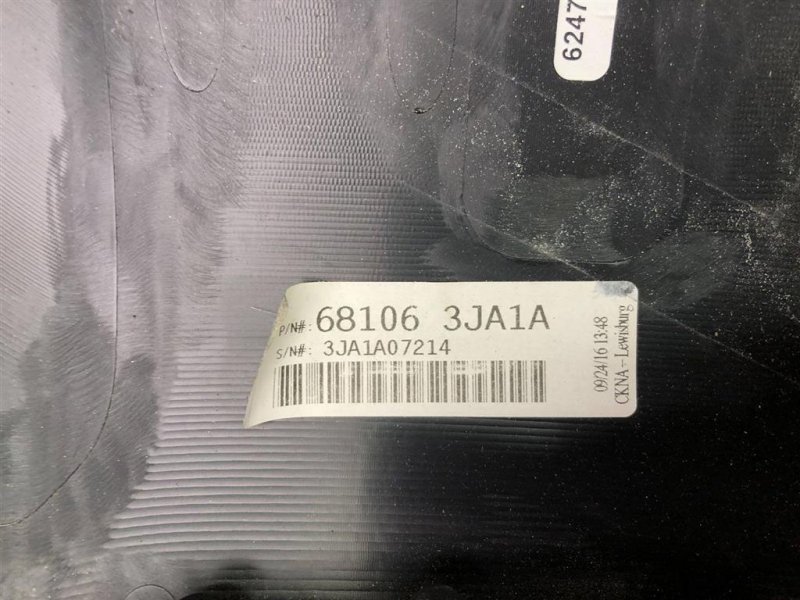 6247
P/N#: 68106 3JA1A
S/N#: 3JA1A07214
09/24/16 13:48
CKNA - Lewisburg